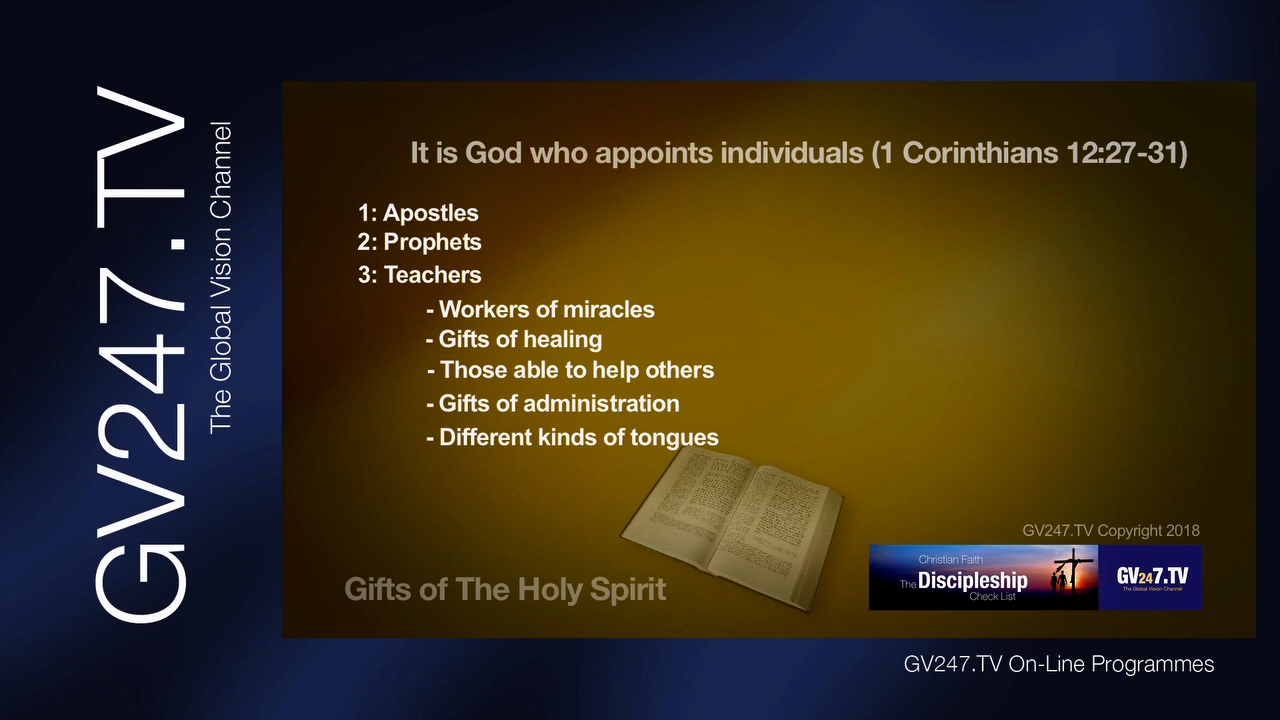 GV247.TV
The Global Vision Channel
It is God who appoints individuals (1 Corinthians 12:27-31)
1: Apostles
2: Prophets
3: Teachers
- Workers of miracles
- Gifts of healing
- Those able to help others
- Gifts of administration
- Different kinds of tongues
GV247.TV Copyright 2018
Christian Faith
The Discipleship
Check List
GV247.TV
The Global Vision Channel
Gifts of The Holy Spirit
GV247.TV On-Line Programmes